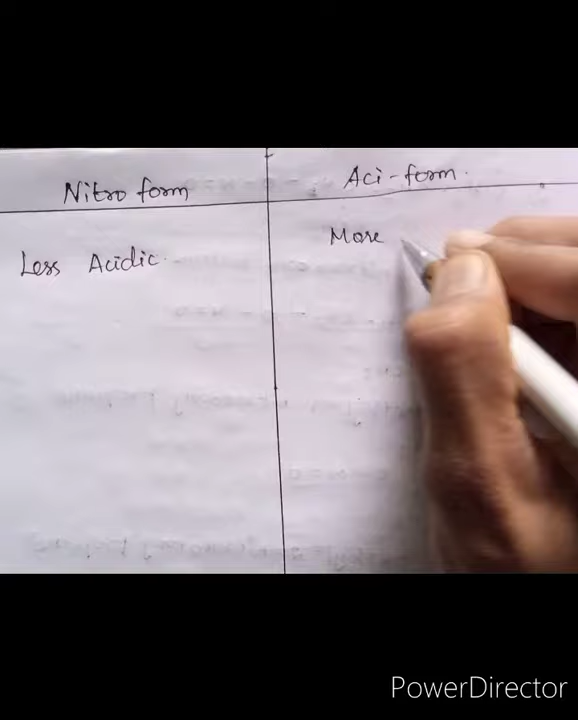 Nitro form
Aci-form.
Less Acidic.
More
PowerDirector